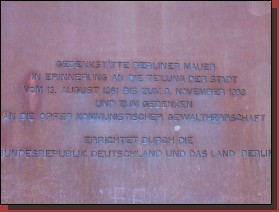 GEDENKSTÄTTE BERLINER MAUER
IN ERINNERUNG AN DIE TEILUNG DER STADT
VOM 13. AUGUST 1961 BIS ZUM 9. NOVEMBER 1989
UND ZUM GEDENKEN
AN DIE OPFER KOMMUNISTISCHER GEWALTHERRSCHAFT
ERRICHTET DURCH DIE
BUNDESREPUBLIK DEUTSCHLAND UND DAS LAND BERLIN